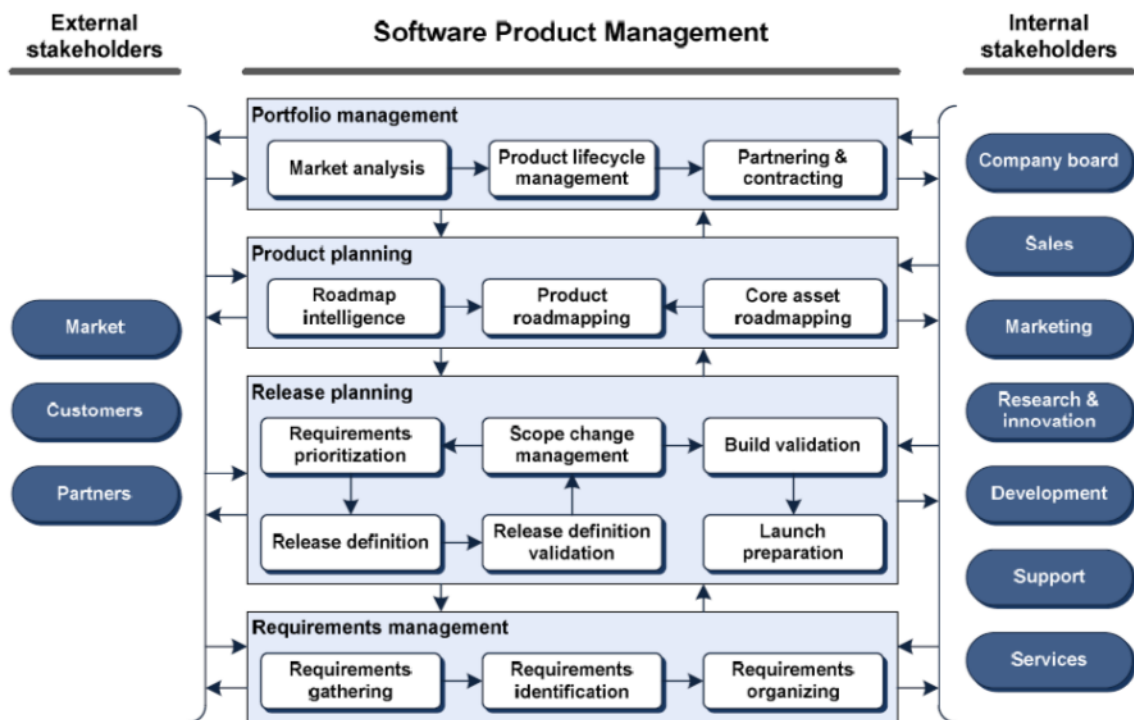 External
stakeholders
Software Product Management
Internal
stakeholders
Portfolio management
Market analysis
Product lifecycle
management
Partnering &
contracting
Product planning
Roadmap
intelligence
Product
roadmapping
Core asset
roadmapping
Release planning
Requirements
prioritization
Scope change
management
Build validation
Release definition
Release definition
validation
Launch
preparation
Requirements management
Requirements
gathering
Requirements
identification
Requirements
organizing
Market
Customers
Partners
Company board
Sales
Marketing
Research &
innovation
Development
Support
Services